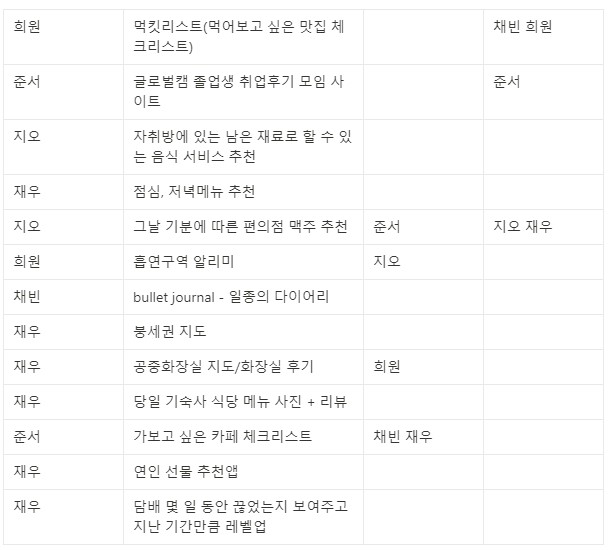 희원 먹킷리스트(먹어보고 싶은 맛집 체 채빈 희원
크리스트)
준서 글로벌캠 졸업생 취업후기 모임 사 준서
이트
지오 자취방에 있는 남은 재료로 할 수 있
는 음식 서비스 추천
재우 점심, 저녁메뉴 추천
지오 그날 기분에 따른 편의점 맥주 추천 준서 지오 재우
희원 흡연구역 알리미 지오
채빈 bullet journal - 일종의 다이어리
재우 붕세권 지도
재우 공중화장실 지도/화장실 후기 희원
재우 당일 기숙사 식당 메뉴 사진 + 리뷰
준서 가보고 싶은 카페 체크리스트 채빈 재우
재우 연인 선물 추천앱
재우 담배 몇 일 동안 끊었는지 보여주고
지난 기간만큼 레벨업